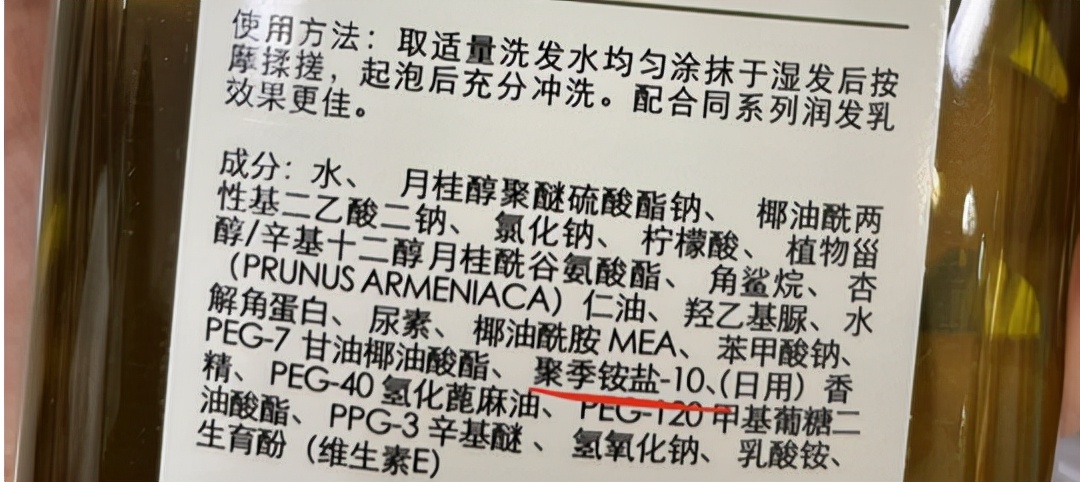 使用方法：取适量洗发水均匀涂抹于湿发后按
摩揉搓，起泡后充分冲洗。配合同系列润发乳
效果更佳。
成分：水、 月桂醇聚醚硫酸酯钠、 椰油酰两
性基二乙酸二钠、 氯化钠、 柠檬酸、 植物甾
醇/辛基十二醇月桂酰谷氨酸酯、 角鲨烷、 杏
（PRUNUS ARMENIACA）仁油、 羟乙基脲、 水
解角蛋白、 尿素、 椰油酰胺 MEA、 苯甲酸钠、
PEG-7 甘油椰油酸酯、 聚季铵盐-10、（日用）香
精、 PEG-40 氢化蓖麻油、 PEG-120 甲基葡糖二
油酸酯、 PPG-3 辛基醚 、 氢氧化钠、 乳酸铵、
生育酚（维生素E）